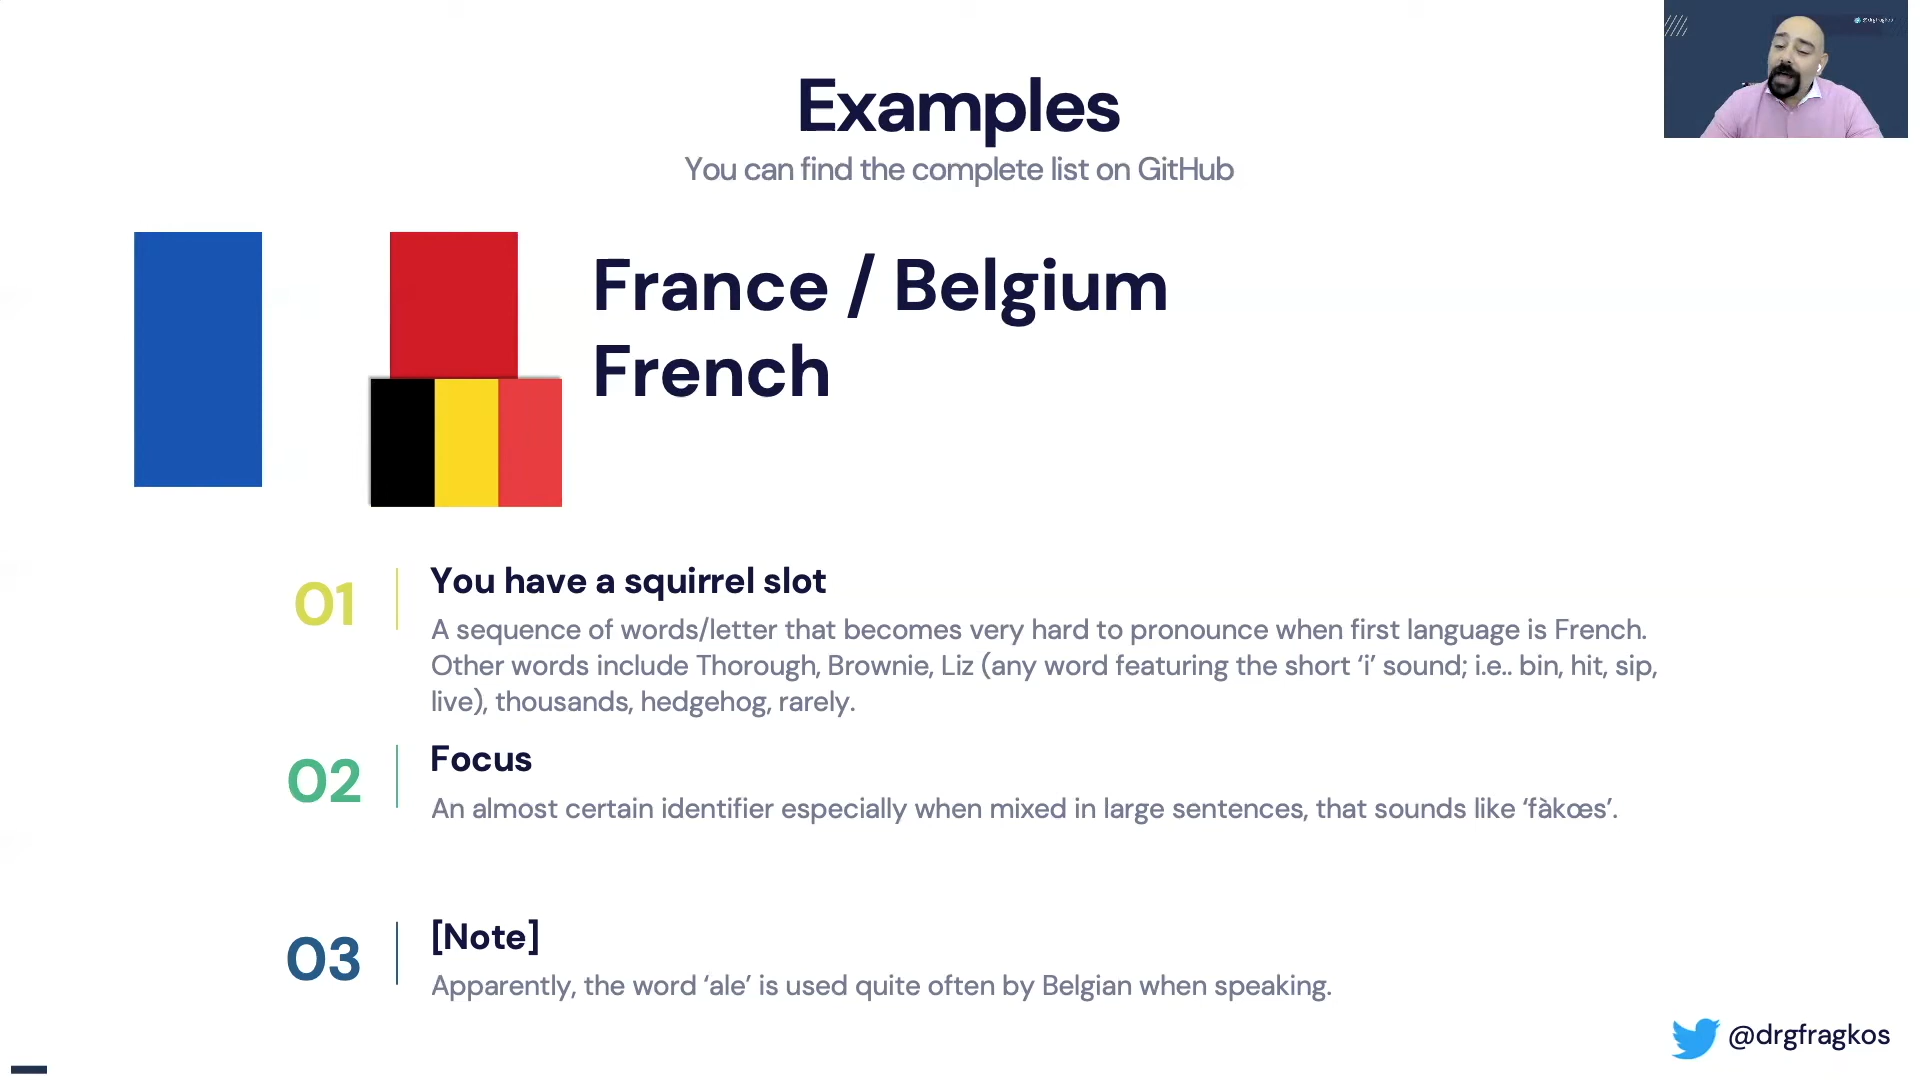 Examples
You can find the complete list on GitHub
France / Belgium
French
01
You have a squirrel slot
A sequence of words/letter that becomes very hard to pronounce when first language is French.
Other words include Thorough, Brownie, Liz (any word featuring the short ‘i’ sound; i.e.. bin, hit, sip,
live), thousands, hedgehog, rarely.
02
Focus
An almost certain identifier especially when mixed in large sentences, that sounds like ‘fàkœs’.
03
[Note]
Apparently, the word ‘ale’ is used quite often by Belgian when speaking.
@drgfragkos